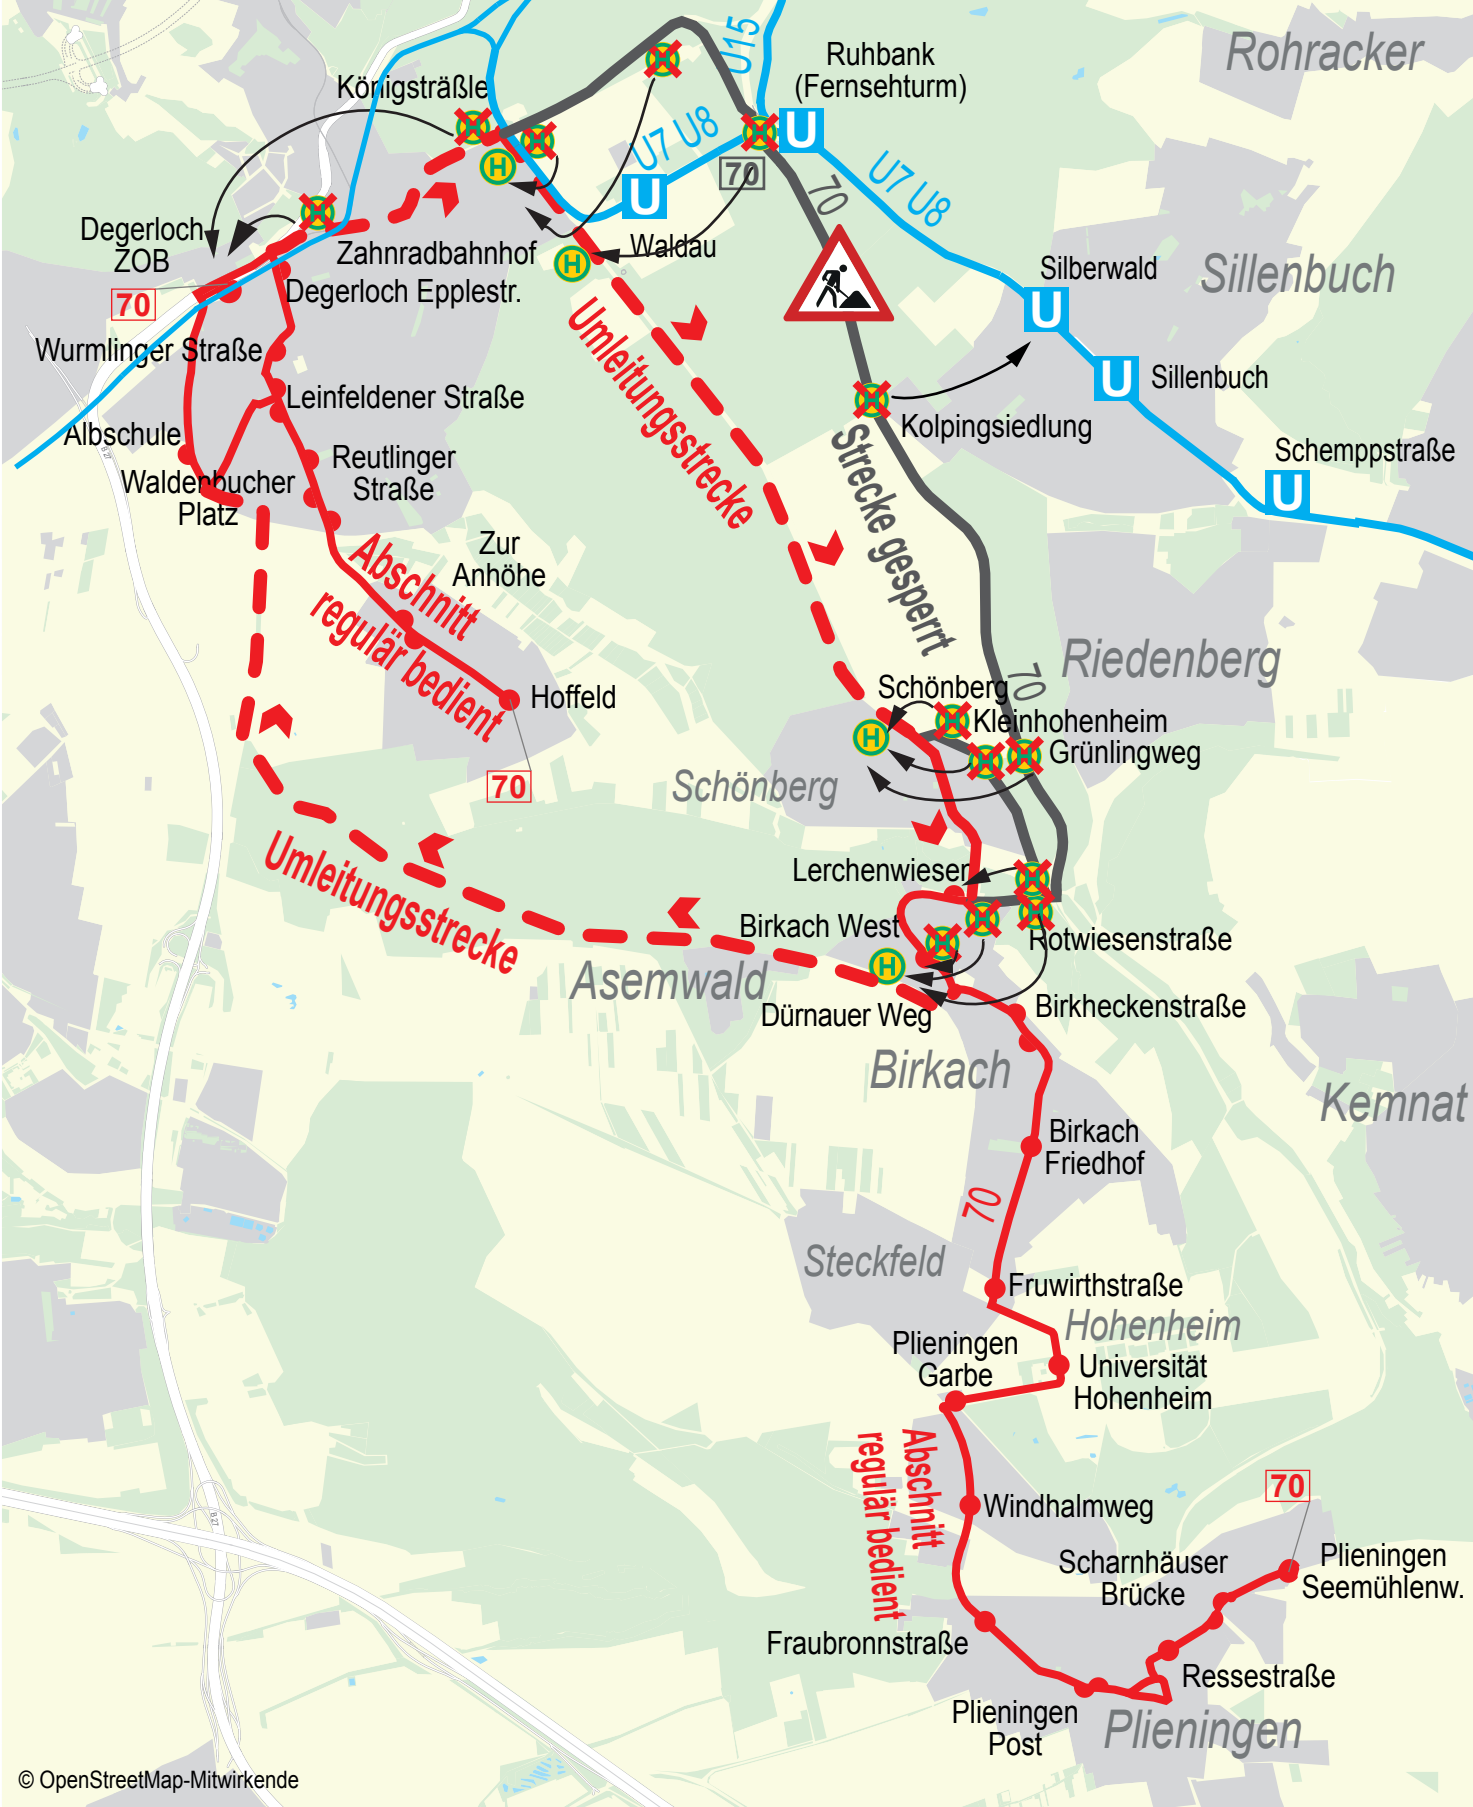 Rohracker
U15
Ruhbank
(Fernsehturm)
Königsträßle
H
H
H
H
H
U
U7 U8
70
70
U7 U8
U
H
Degerloch
ZOB
Zahnradbahnhof
Waldau
H
Degerloch Epplestr.
70
Silberwald
Sillenbuch
U
Umleitungsstrecke
Wurmlinger Straße
U
Sillenbuch
Leinfeldener Straße
H
Kolpingsiedlung
Albschule
Reutlinger
Straße
Strecke gesperrt
Schemppstraße
U
Waldenbucher
Platz
B 27
Zur
Anhöhe
Abschnitt
regulär bedient
Riedenberg
70
Hoffeld
70
Schönberg
H
Kleinhohenheim
H
H
H
Grünlingweg
Schönberg
Umleitungsstrecke
Lerchenwiesen
H
H
H
Birkach West
H
Rotwiesenstraße
H
Asemwald
Dürnauer Weg
Birkheckenstraße
Birkach
Kemnat
Birkach
Friedhof
70
Steckfeld
Fruwirthstraße
Hohenheim
Plieningen
Garbe
Universität
Hohenheim
Abschnitt
regulär bedient
70
Windhalmweg
B 27
Scharnhäuser
Brücke
Plieningen
Seemühlenw.
Fraubronnstraße
Ressestraße
Plieningen
Post
Plieningen
© OpenStreetMap-Mitwirkende